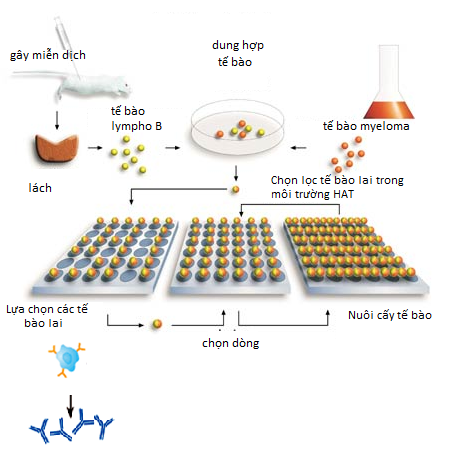 gây miễn dịch
dung hợp
tế bào
tế bào
lympho B
tế bào myeloma
lách
Chọn lọc tế bào lai trong
môi trường HAT
Lựa chọn các tế
bào lai
chọn dòng
Nuôi cấy tế bào